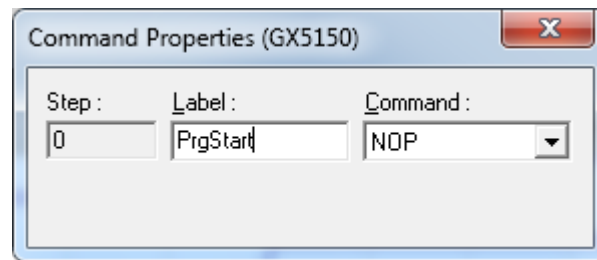 Command Properties (GX5150)
Step : Label : Command :
0 PrgStart NOP